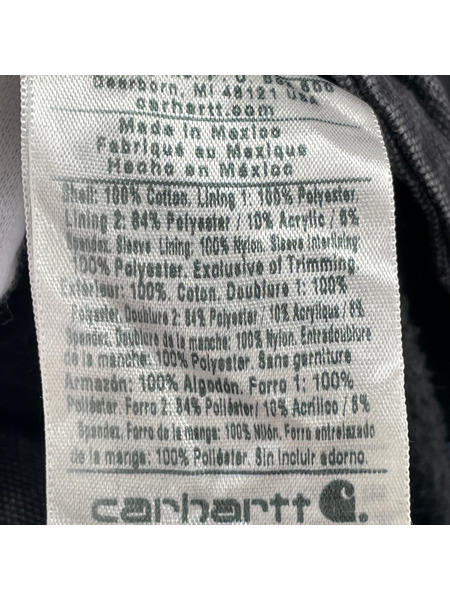 Dearborn, MI 48121 USA
carhartt.com
Made in Mexico
Fabriqué au Mexique
Hecho en México
Shell: 100% Cotton. Lining 1: 100% Polyester
Lining 2: 84% Polyester / 10% Acrylic / 6%
Spandex. Sleeve Lining: 100% Nylon. Sleeve Interlining:
100% Polyester. Exclusive of Trimming.
Extérieur: 100%. Coton. Doublure 1: 100%
Polyester. Doublure 2: 84% Polyester / 10% Acrylique / 6%
Spandez. Doublure de la manche: 100% Nylon. Entredoublure
de la manche: 100% Polyester. Sans garniture
Armazón: 100% Algodón. Forro 1: 100%
Poliéster. Forro 2: 84% Poliéster/ 10% Acrílico / 6%
Spandez. Forro de la manga: 100% Nilón. Forro entrelazado
de la manga: 100% Poliéster. Sin incluir adorno.
carhartt